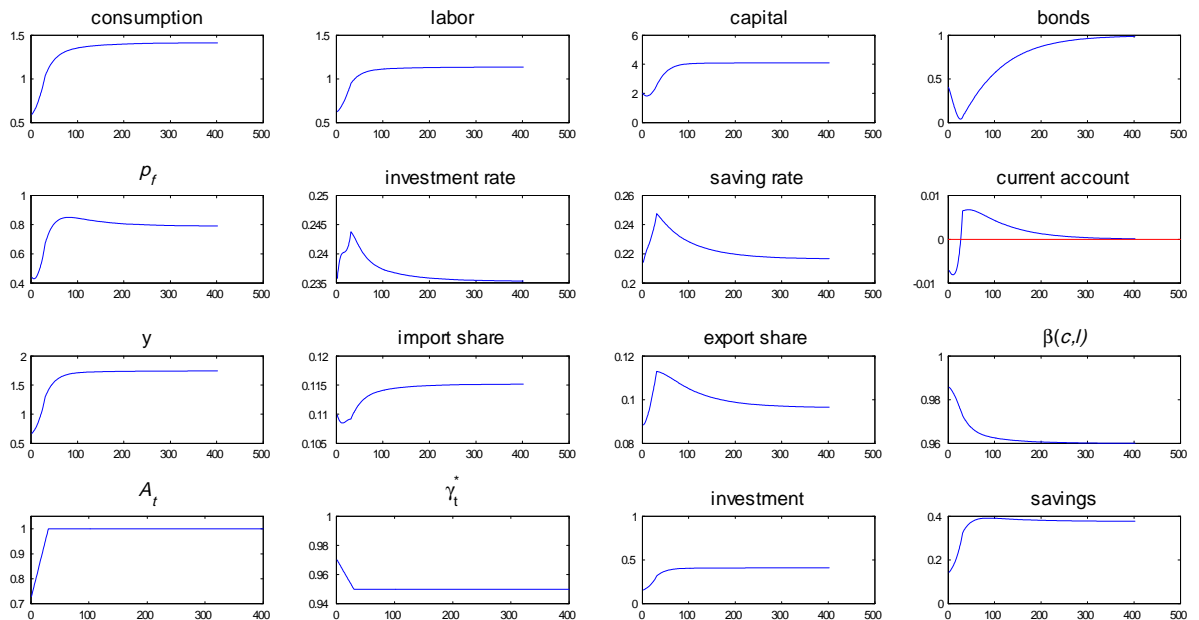 consumption labor capital bonds
1.5 1.5 6 1
1 1 4 0.5
2
0.5 0.5 0 0
0 100 200 300 400 500 0 100 200 300 400 500 0 100 200 300 400 500 0 100 200 300 400 500
p_f investment rate saving rate current account
1 0.25 0.26 0.01
0.8 0.245 0.24 0
0.6 0.24 0.22
0.4 0.235 0.2 -0.01
0 100 200 300 400 500 0 100 200 300 400 500 0 100 200 300 400 500 0 100 200 300 400 500
y import share export share β(c,l)
2 0.12 0.12 1
1.5 0.115 0.1 0.98
1 0.11
0.5 0.105 0.08 0.96
0 100 200 300 400 500 0 100 200 300 400 500 0 100 200 300 400 500 0 100 200 300 400 500
A_t γ_t^* investment savings
1 1 1 0.4
0.9 0.98 0.5 0.2
0.8 0.96
0.7 0.94 0 0
0 100 200 300 400 0 100 200 300 400 0 100 200 300 400 500 0 100 200 300 400 500